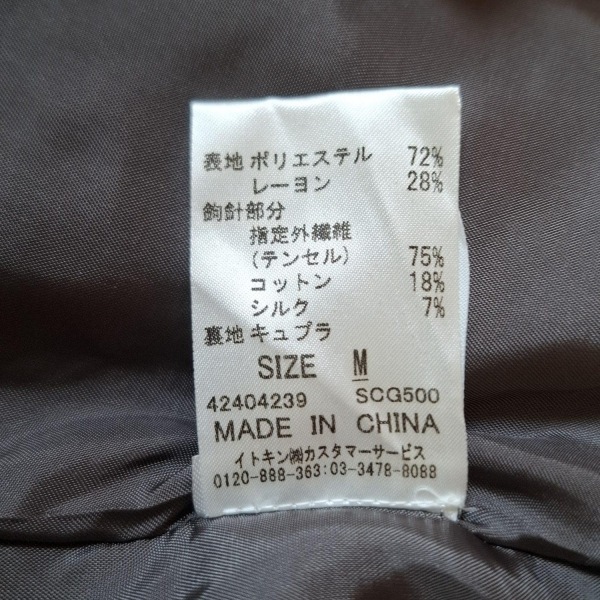 表地 ポリエステル 72%
レーヨン 28%
鉤針部分
指定外繊維
(テンセル) 75%
コットン 18%
シルク 7%
裏地 キュプラ
SIZE M
42404239 SCG500
MADE IN CHINA
イトキン㈱カスタマーサービス
0120-888-363:03-3478-8088